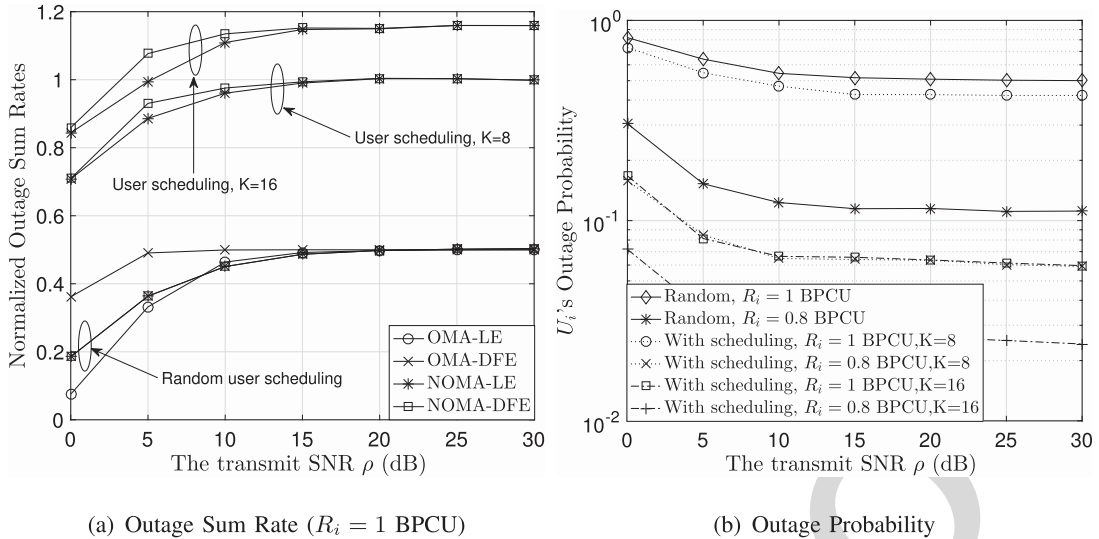 Normalized Outage Sum Rates
1.2
1
0.8
0.6
0.4
0.2
0
User scheduling, K=8
User scheduling, K=16
Random user scheduling
OMA-LE
OMA-DFE
NOMA-LE
NOMA-DFE
0 5 10 15 20 25 30
The transmit SNR ρ (dB)
(a) Outage Sum Rate (R_i = 1 BPCU)
U_i's Outage Probability
10^0
10^-1
10^-2
Random, R_i = 1 BPCU
Random, R_i = 0.8 BPCU
With scheduling, R_i = 1 BPCU,K=8
With scheduling, R_i = 0.8 BPCU,K=8
With scheduling, R_i = 1 BPCU,K=16
With scheduling, R_i = 0.8 BPCU,K=16
0 5 10 15 20 25 30
The transmit SNR ρ (dB)
(b) Outage Probability